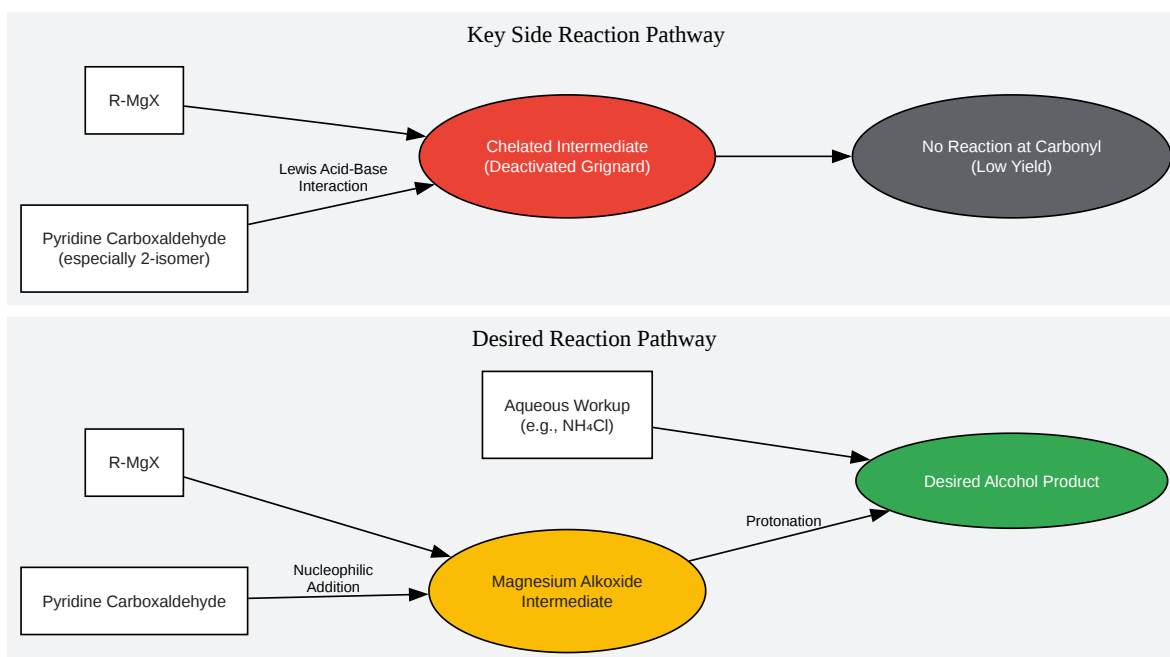 Key Side Reaction Pathway
R-MgX
Lewis Acid-Base
Interaction
Pyridine Carboxaldehyde
(especially 2-isomer)
Chelated Intermediate
(Deactivated Grignard)
No Reaction at Carbonyl
(Low Yield)
Desired Reaction Pathway
Aqueous Workup
(e.g., NH₄Cl)
R-MgX
Desired Alcohol Product
Protonation
Nucleophilic
Addition
Pyridine Carboxaldehyde
Magnesium Alkoxide
Intermediate